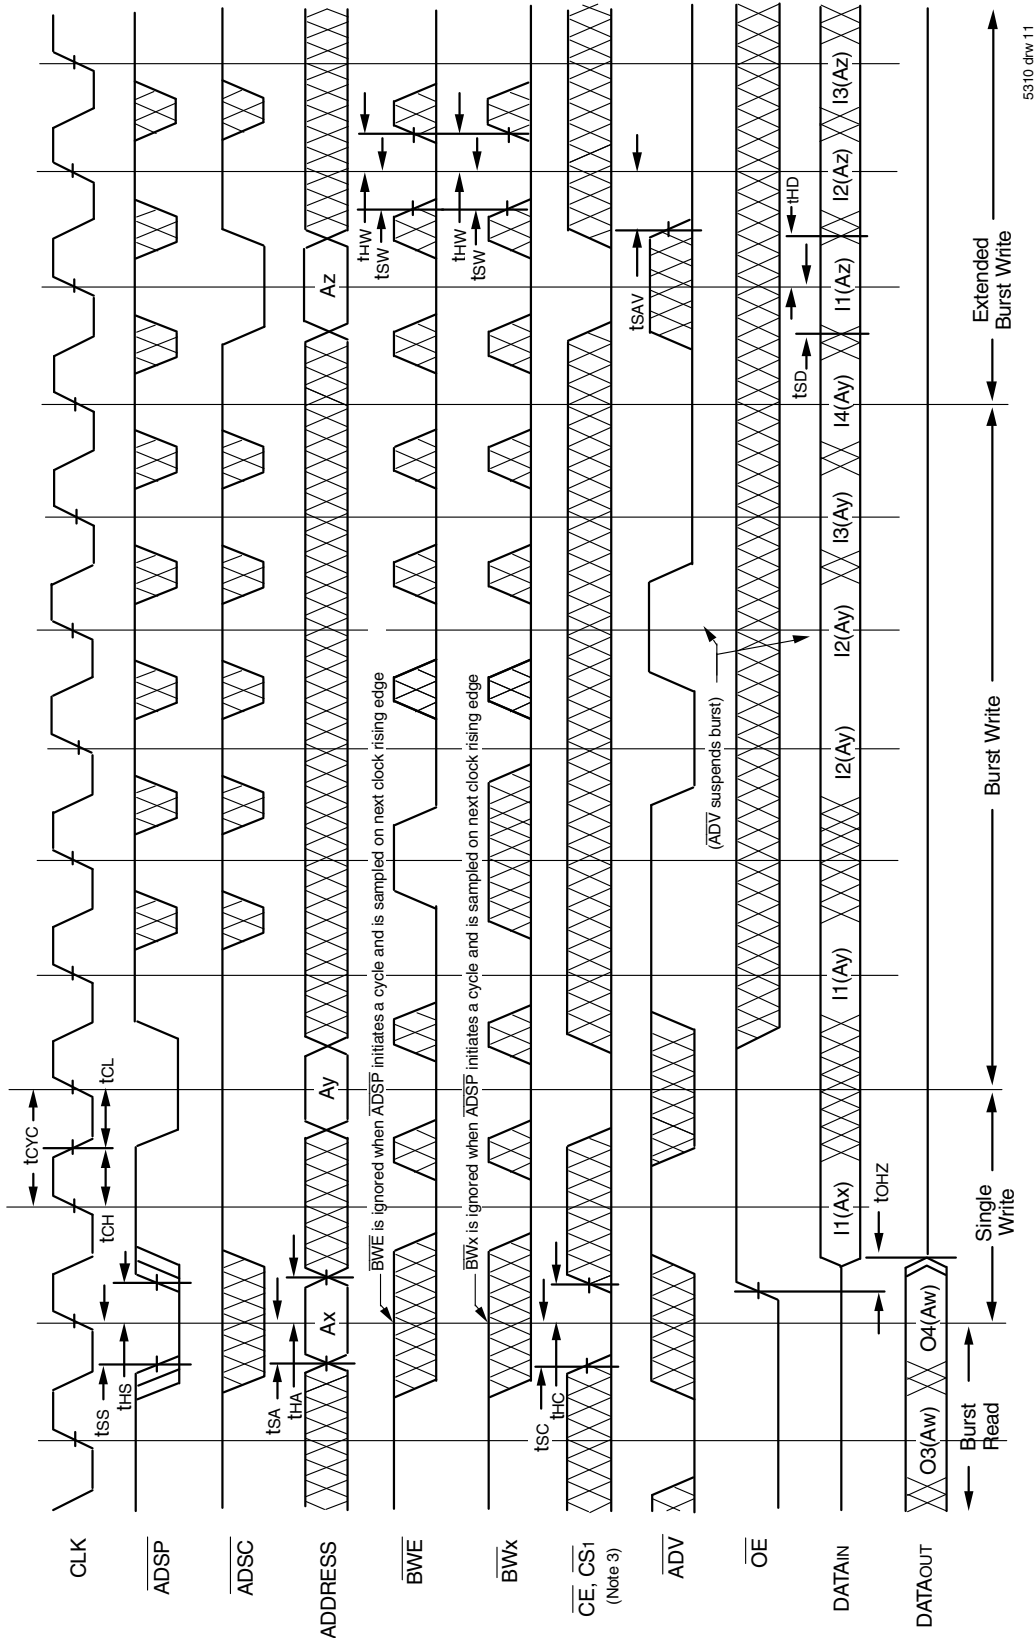 CLK
tCYC
tCH
tCL
ADSP
tSS
tHS
ADSC
ADDRESS
tSA
tHA
Ax
Ay
Az
BWE
BWE is ignored when ADSP initiates a cycle and is sampled on next clock rising edge
tHW
tSW
BWx
BWx is ignored when ADSP initiates a cycle and is sampled on next clock rising edge
tHW
tSW
CE, CS1
(Note 3)
tSC
tHC
ADV
tSAV
(ADV suspends burst)
OE
tOHZ
tSD
tHD
DATAIN
I1(Ax)
I1(Ay)
I2(Ay)
I2(Ay)
I3(Ay)
I4(Ay)
I1(Az)
I2(Az)
I3(Az)
DATAOUT
O3(Aw)
O4(Aw)
Burst
Read
Single
Write
Burst Write
Extended
Burst Write
5310 drw 11